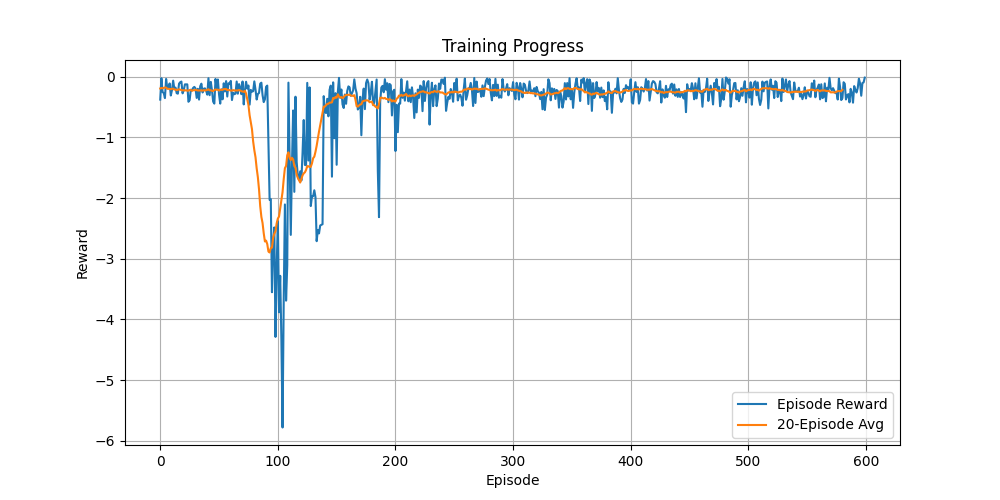 Training Progress
Reward
0
−1
−2
−3
−4
−5
−6
0 100 200 300 400 500 600
Episode
Episode Reward
20-Episode Avg